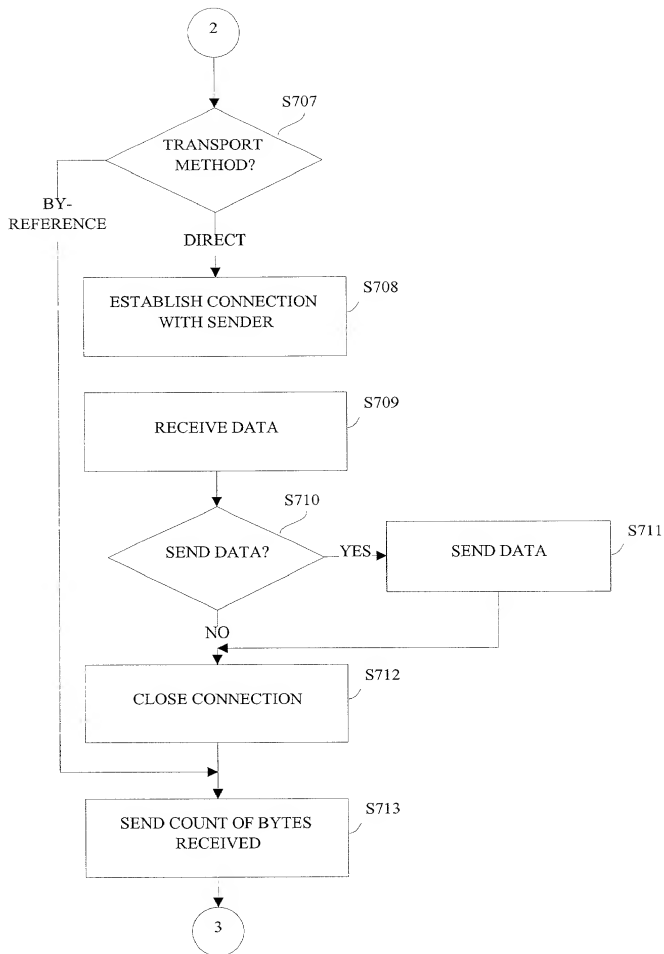 2
S707
TRANSPORT
METHOD?
BY-
REFERENCE
DIRECT
S708
ESTABLISH CONNECTION
WITH SENDER
S709
RECEIVE DATA
S710
SEND DATA?
YES
SEND DATA
S711
NO
S712
CLOSE CONNECTION
S713
SEND COUNT OF BYTES
RECEIVED
3